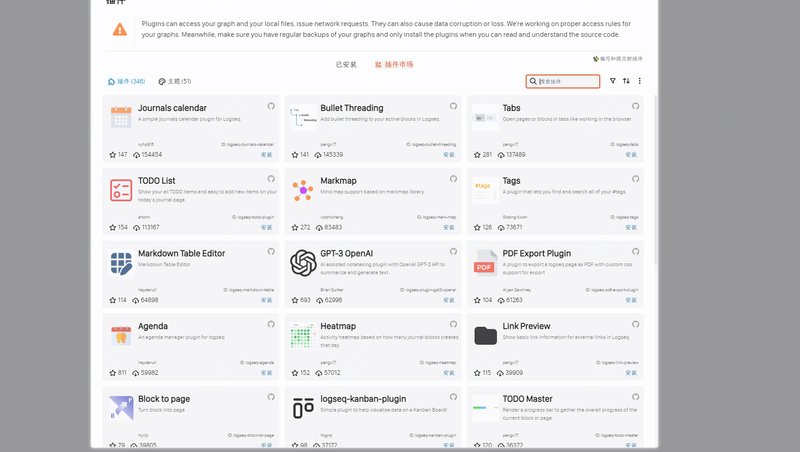 插件
Plugins can access your graph and your local files, issue network requests. They can also cause data corruption or loss. We're working on proper access rules for
your graphs. Meanwhile, make sure you have regular backups of your graphs and only install the plugins when you can read and understand the source code.
编写和提交新插件
已安装 插件市场
插件 (346) 主题 (51) 搜索插件
Journals calendar
A simple journals calendar plugin for Logseq.
xyhp915 ID: logseq-journals-calendar
147 154454 安装
Bullet Threading
Add bullet threading to your active blocks in Logseq.
pengx17 ID: logseq-bullet-threading
141 145339 安装
Tabs
Open pages or blocks in tabs like working in the browser
pengx17 ID: logseq-tabs
281 137489 安装
TODO List
Show your all TODO items and easy to add new items on your
today's journal page
ahonn ID: logseq-todo-plugin
154 113167 安装
Markmap
Mind map support based on markmap library.
vipzhicheng ID: logseq-mark-map
272 83483 安装
Tags
A plugin that lets you find and search all of your #tags.
Gidong Kwon ID: logseq-tags
126 73671 安装
Markdown Table Editor
Markdown Table Editor
haydenull ID: logseq-markdown-table
114 64898 安装
GPT-3 OpenAI
AI assisted notetaking plugin with OpenAI GPT-3 API to
summarize and generate text.
Brian Sunter ID: logseq-plugin-gpt3-openai
693 62996 安装
PDF Export Plugin
A plugin to export a logseq page as PDF with custom css
support for export
Aryan Sawhney ID: logseq-pdf-export-plugin
104 61263 安装
Agenda
An agenda manager plugin for logseq
haydenull ID: logseq-agenda
811 59982 安装
Heatmap
Activity heatmap based on how many journal blocks created
that day
pengx17 ID: logseq-heatmap
152 57012 安装
Link Preview
Show basic link information for external links in Logseq.
pengx17 ID: logseq-link-preview
115 39909 安装
Block to page
Turn block into page
hyrijk ID: logseq-block-to-page
79 39805 安装
logseq-kanban-plugin
Simple plugin to help visualise data on a Kanban Board!
hkgnp ID: logseq-kanban-plugin
98 37172 安装
TODO Master
Render a progress bar to gether the overall progress of the
current block or page.
pengx17 ID: logseq-todo-master
120 36372 安装
#tags
PDF